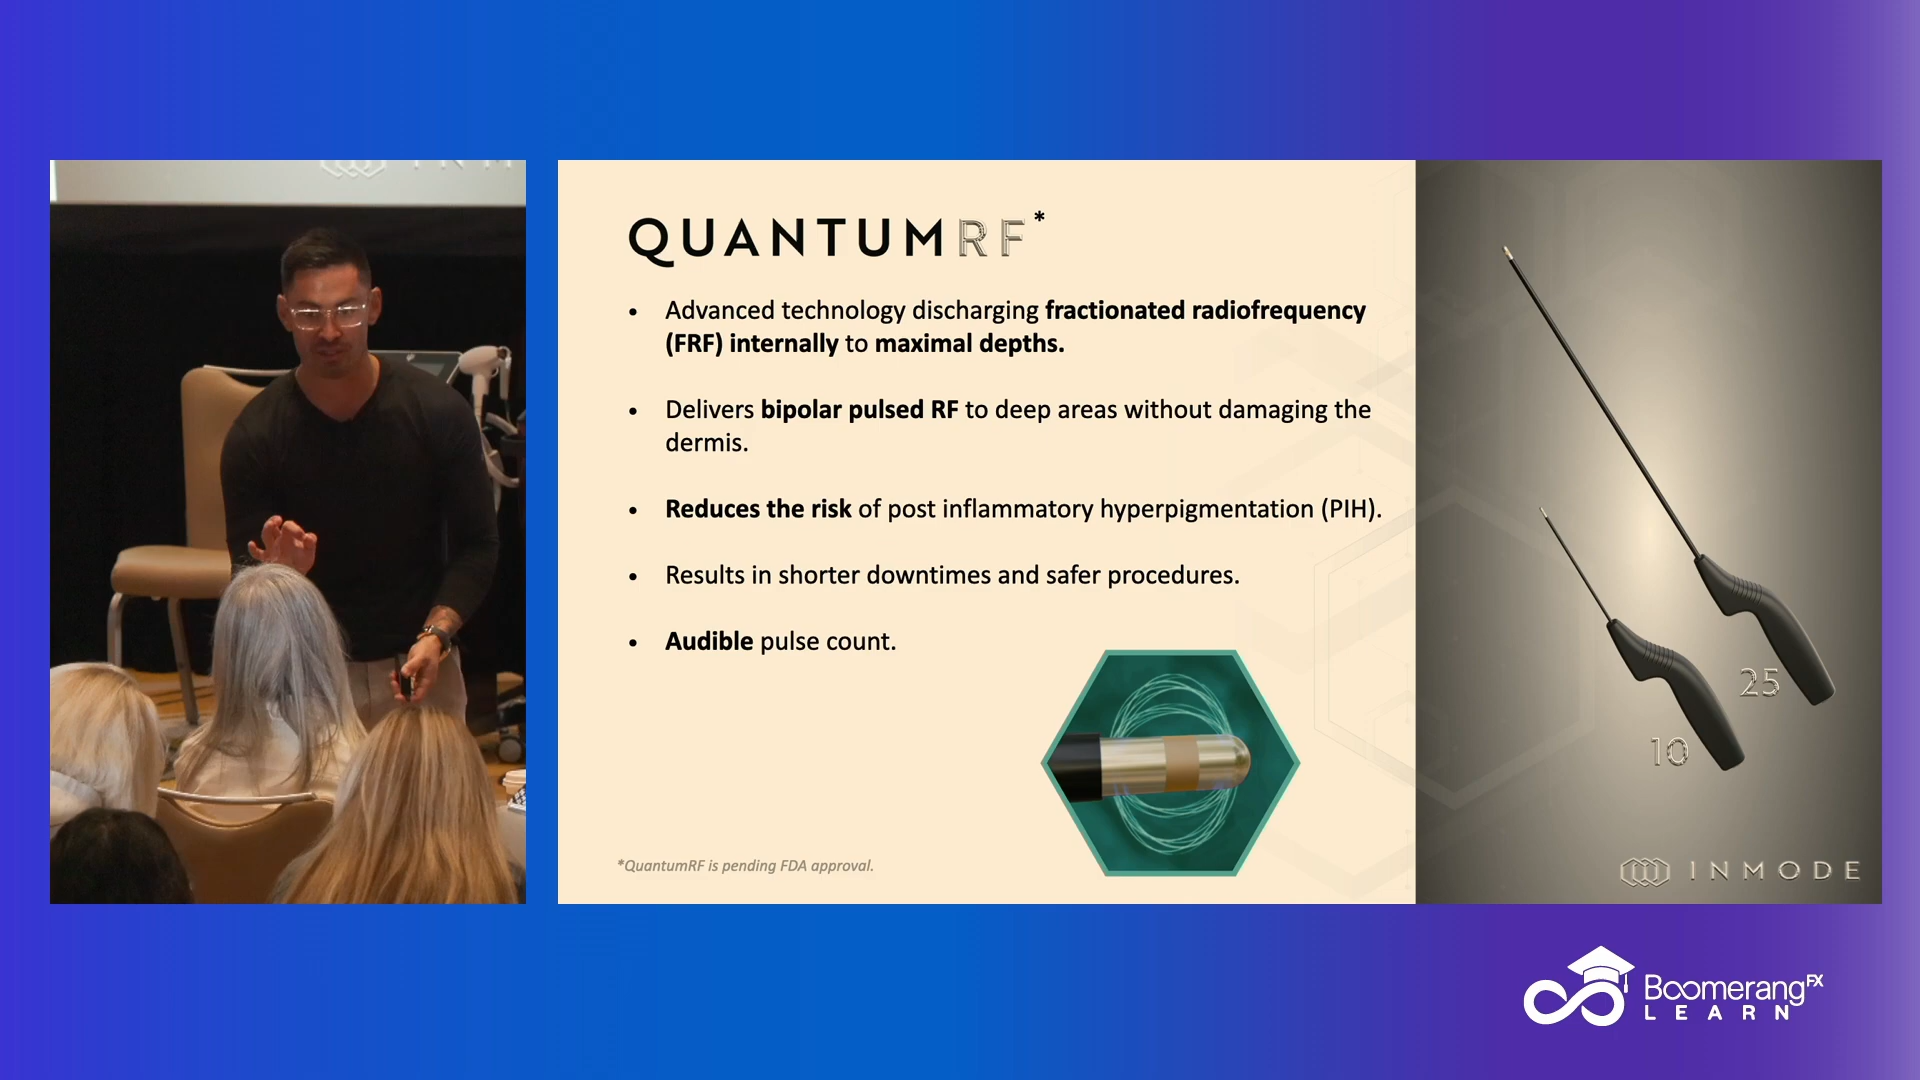 QUANTUMRF*
• Advanced technology discharging fractionated radiofrequency
(FRF) internally to maximal depths.
• Delivers bipolar pulsed RF to deep areas without damaging the
dermis.
• Reduces the risk of post inflammatory hyperpigmentation (PIH).
• Results in shorter downtimes and safer procedures.
• Audible pulse count.
*QuantumRF is pending FDA approval.
25
10
INMODE
BoomerangFX
LEARN